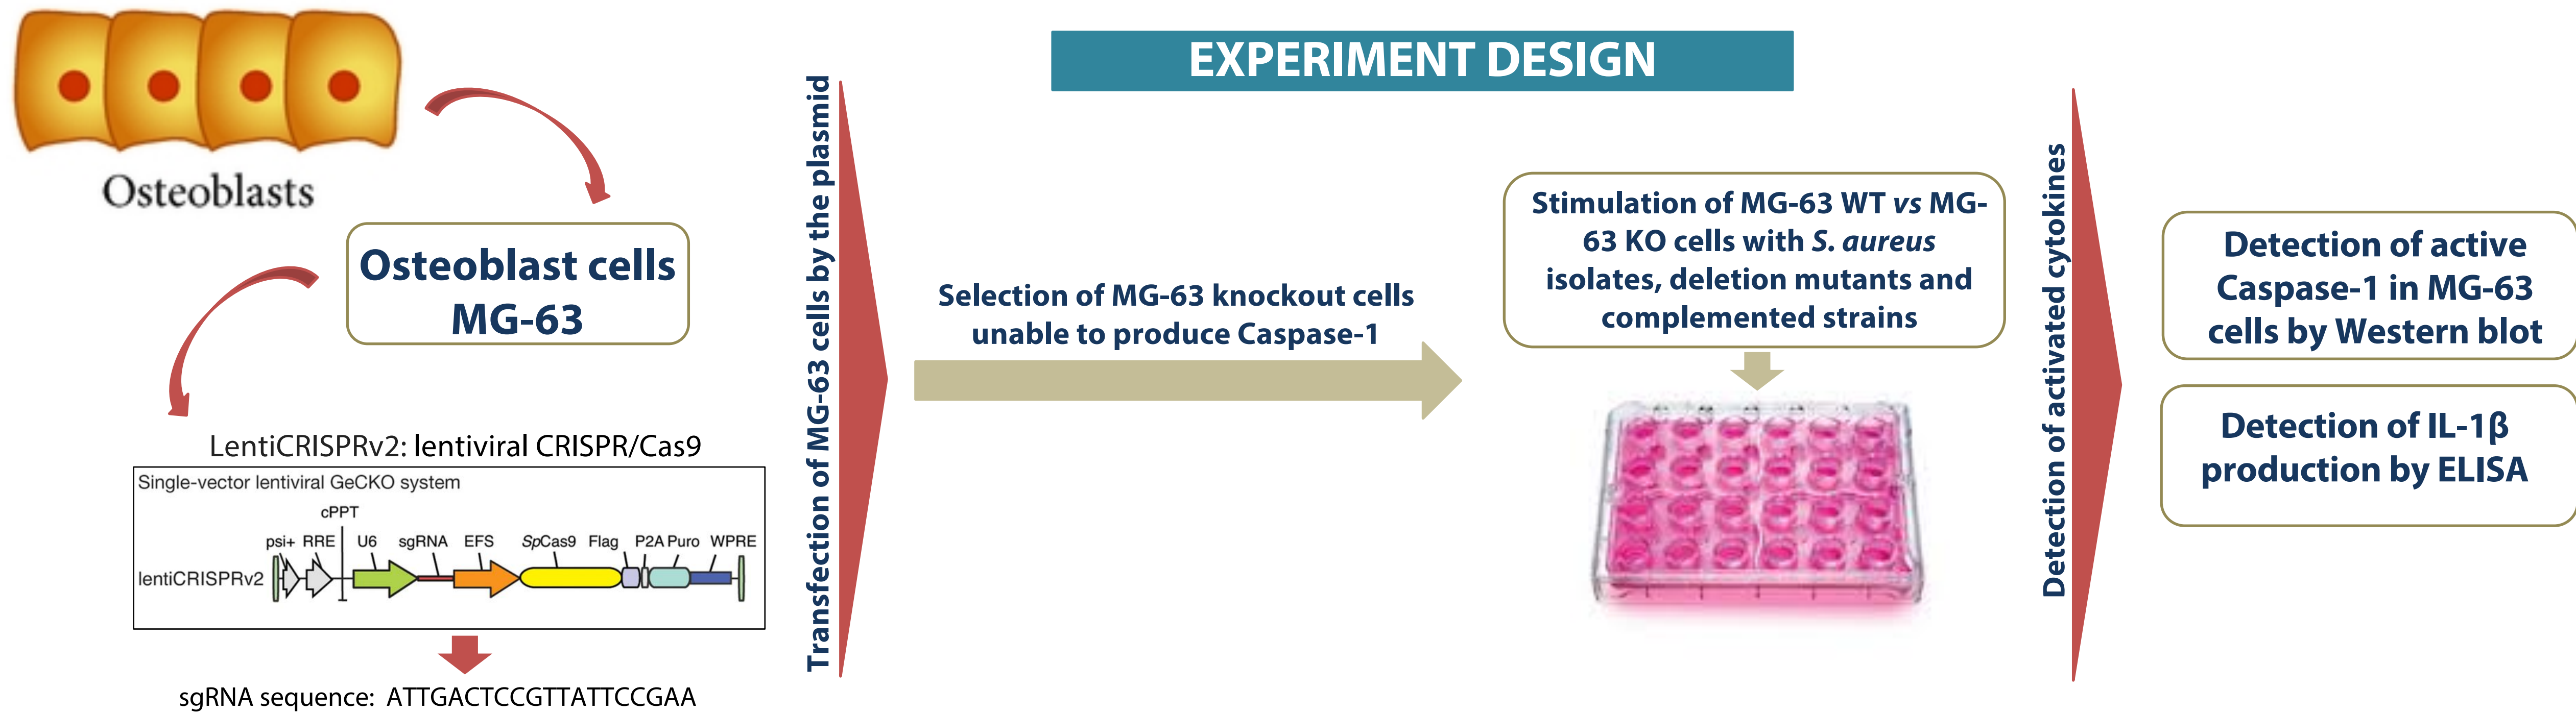 EXPERIMENT DESIGN
Osteoblasts
Osteoblast cells
MG-63
LentiCRISPRv2: lentiviral CRISPR/Cas9
Single-vector lentiviral GeCKO system
cPPT
psi+ RRE U6 sgRNA EFS SpCas9 Flag P2A Puro WPRE
lentiCRISPRv2
sgRNA sequence: ATTGACTCCGTTATTCCGAA
Transfection of MG-63 cells by the plasmid
Selection of MG-63 knockout cells
unable to produce Caspase-1
Stimulation of MG-63 WT vs MG-
63 KO cells with S. aureus
isolates, deletion mutants and
complemented strains
Detection of activated cytokines
Detection of active
Caspase-1 in MG-63
cells by Western blot
Detection of IL-1β
production by ELISA